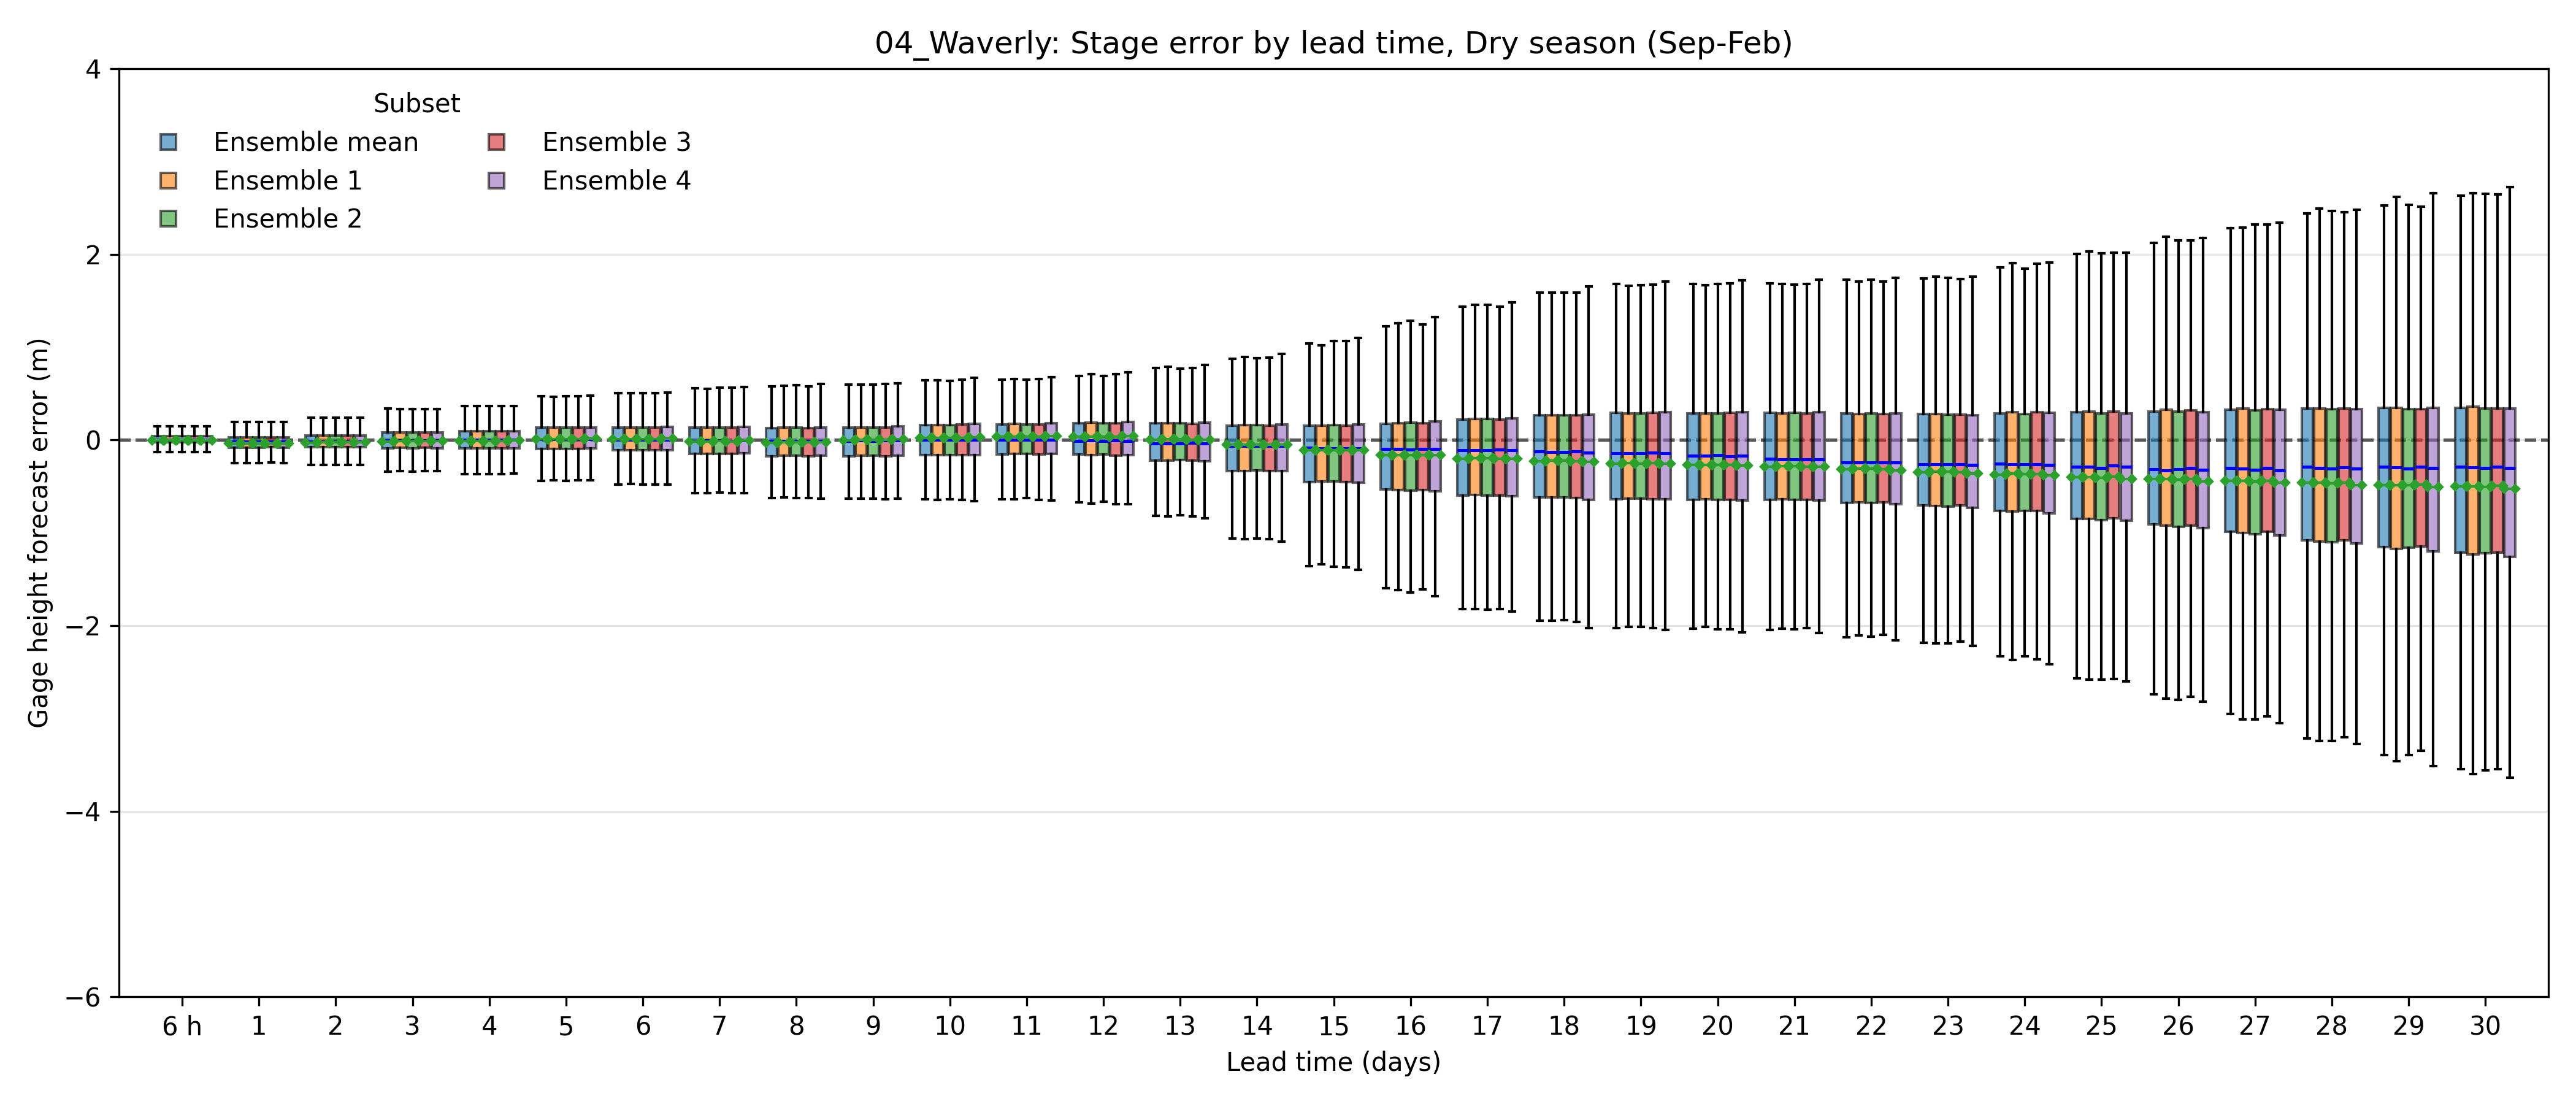 04_Waverly: Stage error by lead time, Dry season (Sep-Feb)
Subset
Ensemble mean
Ensemble 1
Ensemble 2
Ensemble 3
Ensemble 4
Gage height forecast error (m)
4
2
0
−2
−4
−6
6 h 1 2 3 4 5 6 7 8 9 10 11 12 13 14 15 16 17 18 19 20 21 22 23 24 25 26 27 28 29 30
Lead time (days)